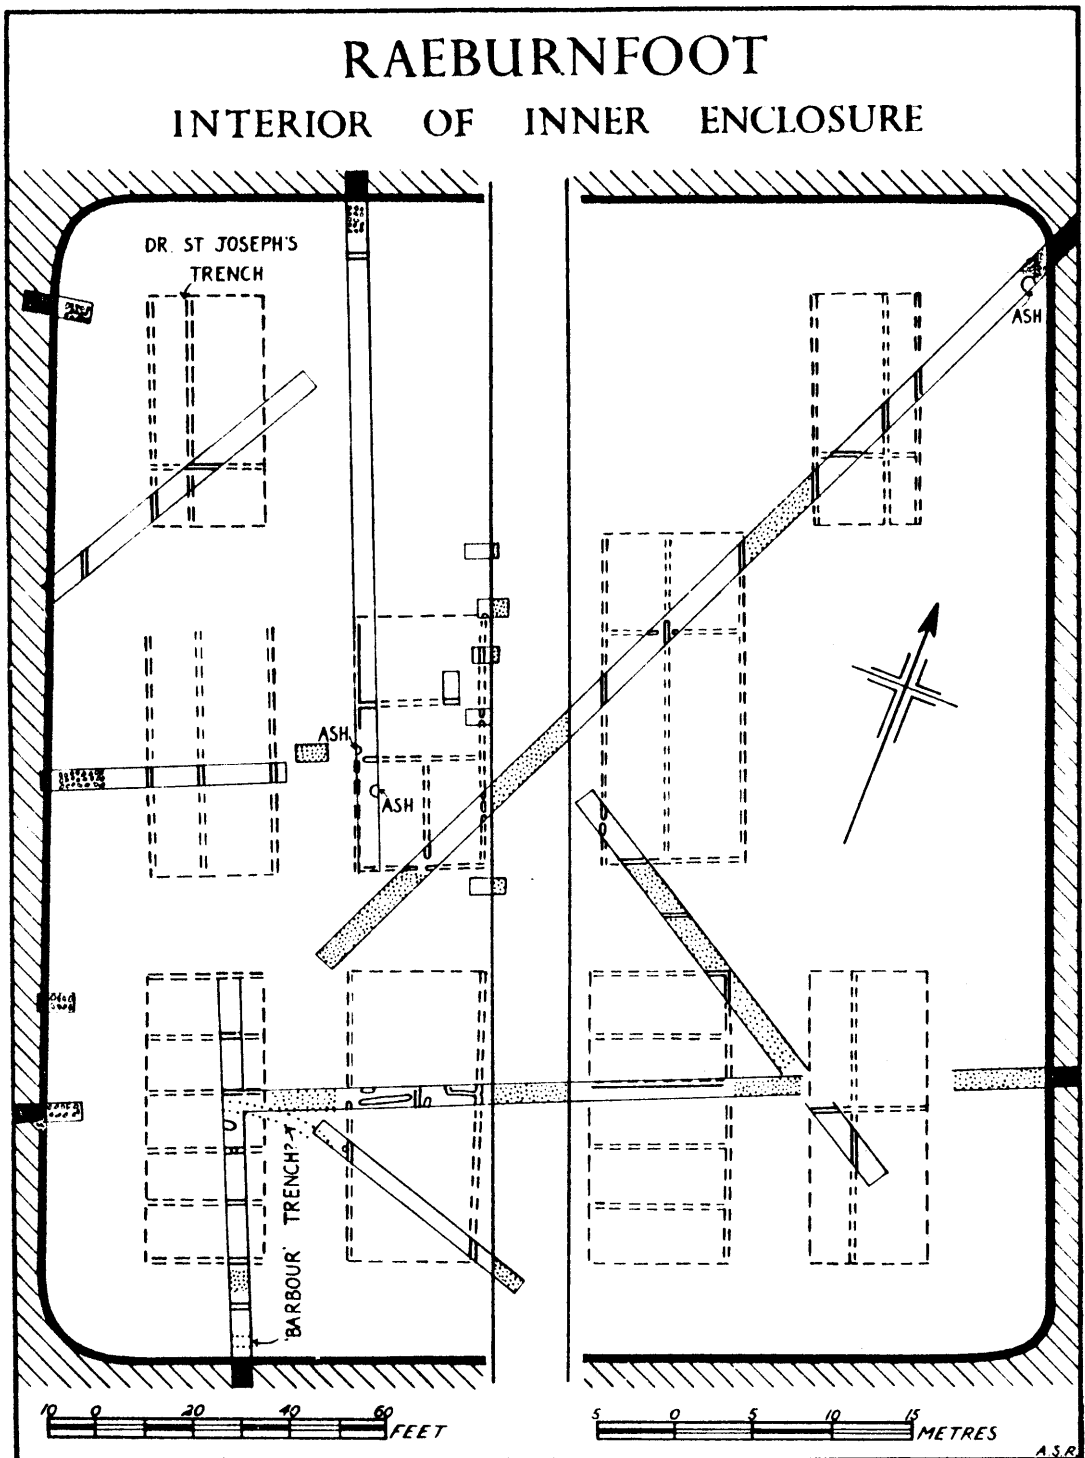 RAEBURNFOOT
INTERIOR OF INNER ENCLOSURE
DR. ST JOSEPH'S
TRENCH
ASH
ASH
ASH
'BARBOUR' TRENCH?
10 0 20 40 60 FEET
5 0 5 10 15 METRES
A.S.R.